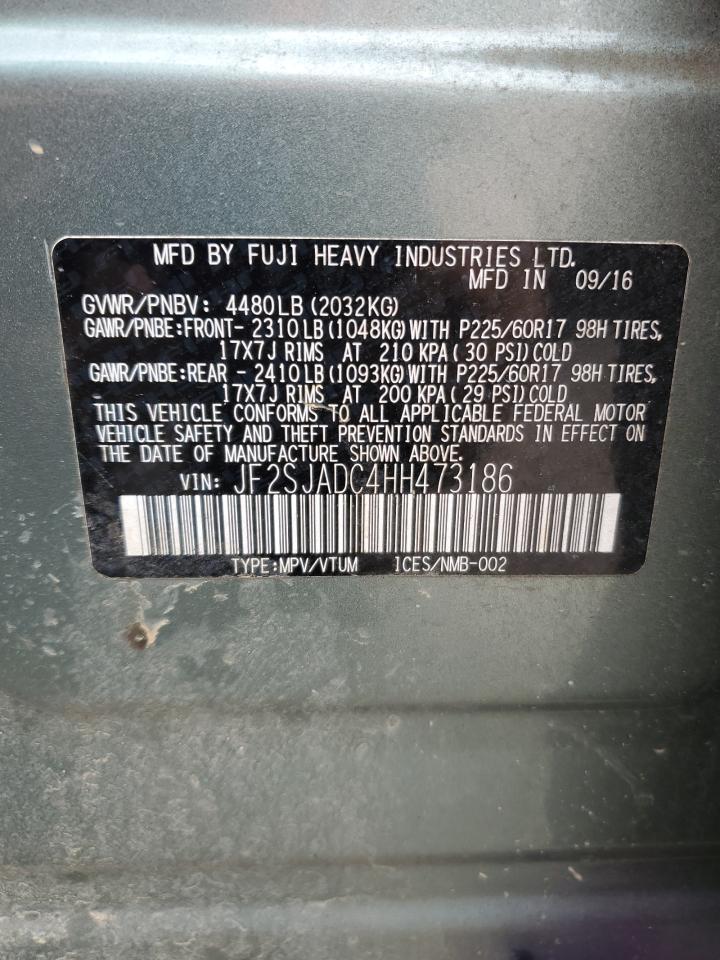 MFD BY FUJI HEAVY INDUSTRIES LTD.
MFD IN 09/16
GVWR/PNBV: 4480LB (2032KG)
GAWR/PNBE:FRONT- 2310LB (1048KG) WITH P225/60R17 98H TIRES,
17X7J RIMS AT 210 KPA ( 30 PSI) COLD
GAWR/PNBE:REAR - 2410LB (1093KG) WITH P225/60R17 98H TIRES,
17X7J RIMS AT 200 KPA ( 29 PSI) COLD
THIS VEHICLE CONFORMS TO ALL APPLICABLE FEDERAL MOTOR
VEHICLE SAFETY AND THEFT PREVENTION STANDARDS IN EFFECT ON
THE DATE OF MANUFACTURE SHOWN ABOVE.
VIN: JF2SJADC4HH473186
TYPE:MPV/VTUM ICES/NMB-002